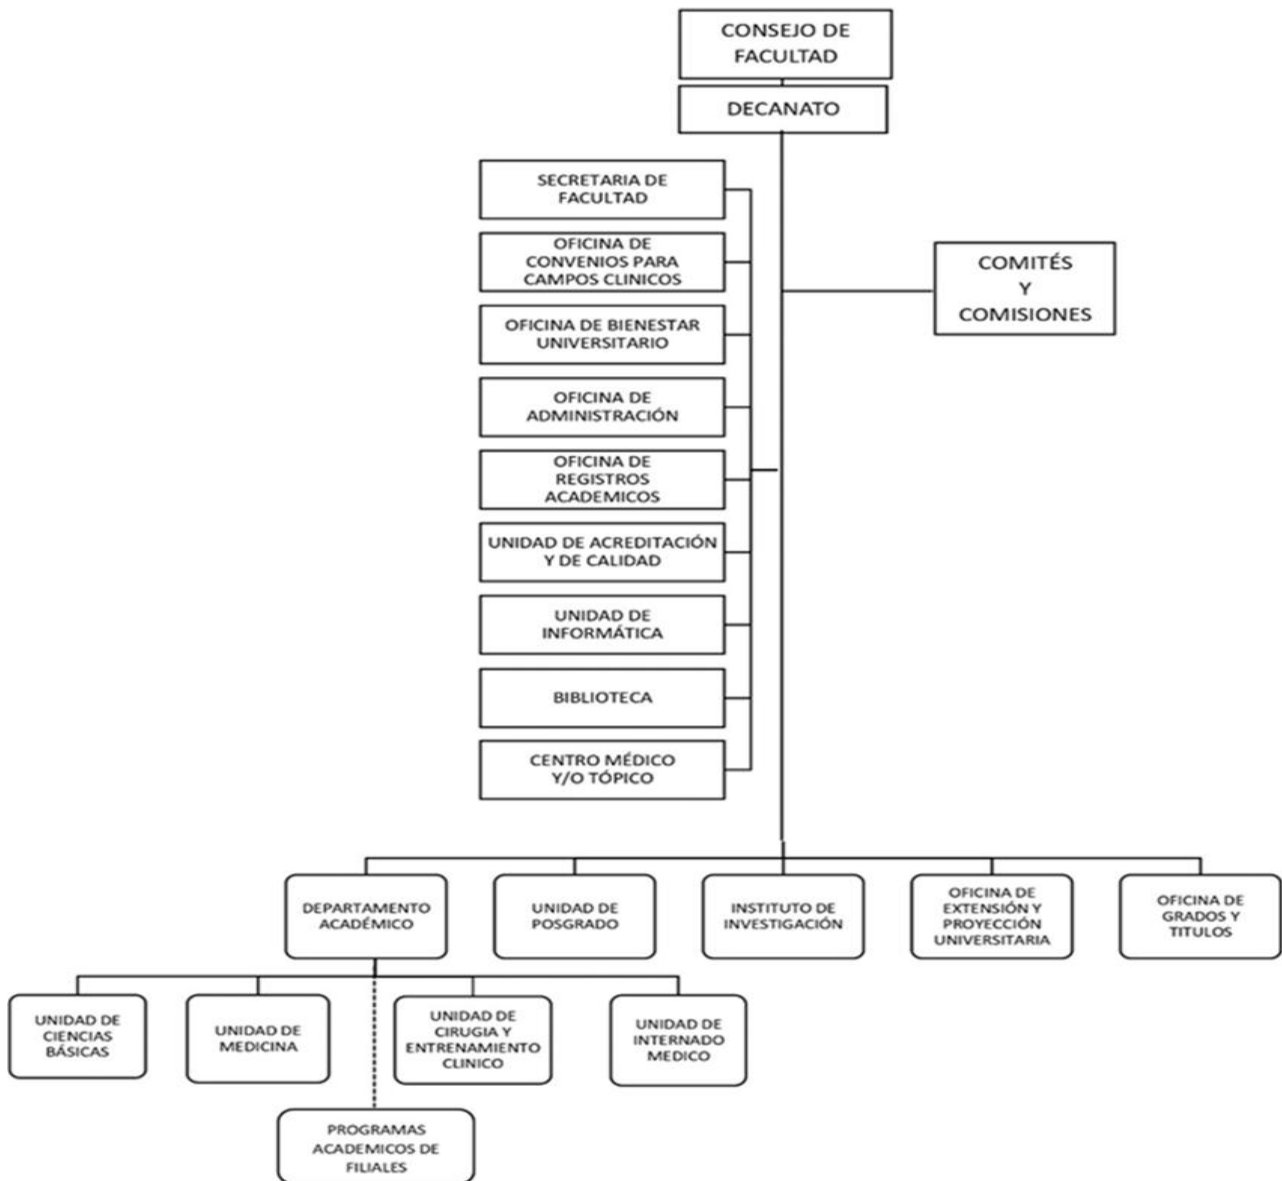 CONSEJO DE
FACULTAD
DECANATO
SECRETARIA DE
FACULTAD
OFICINA DE
CONVENIOS PARA
CAMPOS CLINICOS
OFICINA DE BIENESTAR
UNIVERSITARIO
OFICINA DE
ADMINISTRACIÓN
OFICINA DE
REGISTROS
ACADEMICOS
UNIDAD DE ACREDITACIÓN
Y DE CALIDAD
UNIDAD DE
INFORMÁTICA
BIBLIOTECA
CENTRO MÉDICO
Y/O TÓPICO
COMITÉS
Y
COMISIONES
DEPARTAMENTO
ACADÉMICO
UNIDAD DE
POSGRADO
INSTITUTO DE
INVESTIGACIÓN
OFICINA DE
EXTENSIÓN Y
PROYECCIÓN
UNIVERSITARIA
OFICINA DE
GRADOS Y
TITULOS
UNIDAD DE
CIENCIAS
BÁSICAS
UNIDAD DE
MEDICINA
UNIDAD DE
CIRUGIA Y
ENTRENAMIENTO
CLINICO
UNIDAD DE
INTERNADO
MEDICO
PROGRAMAS
ACADEMICOS DE
FILIALES